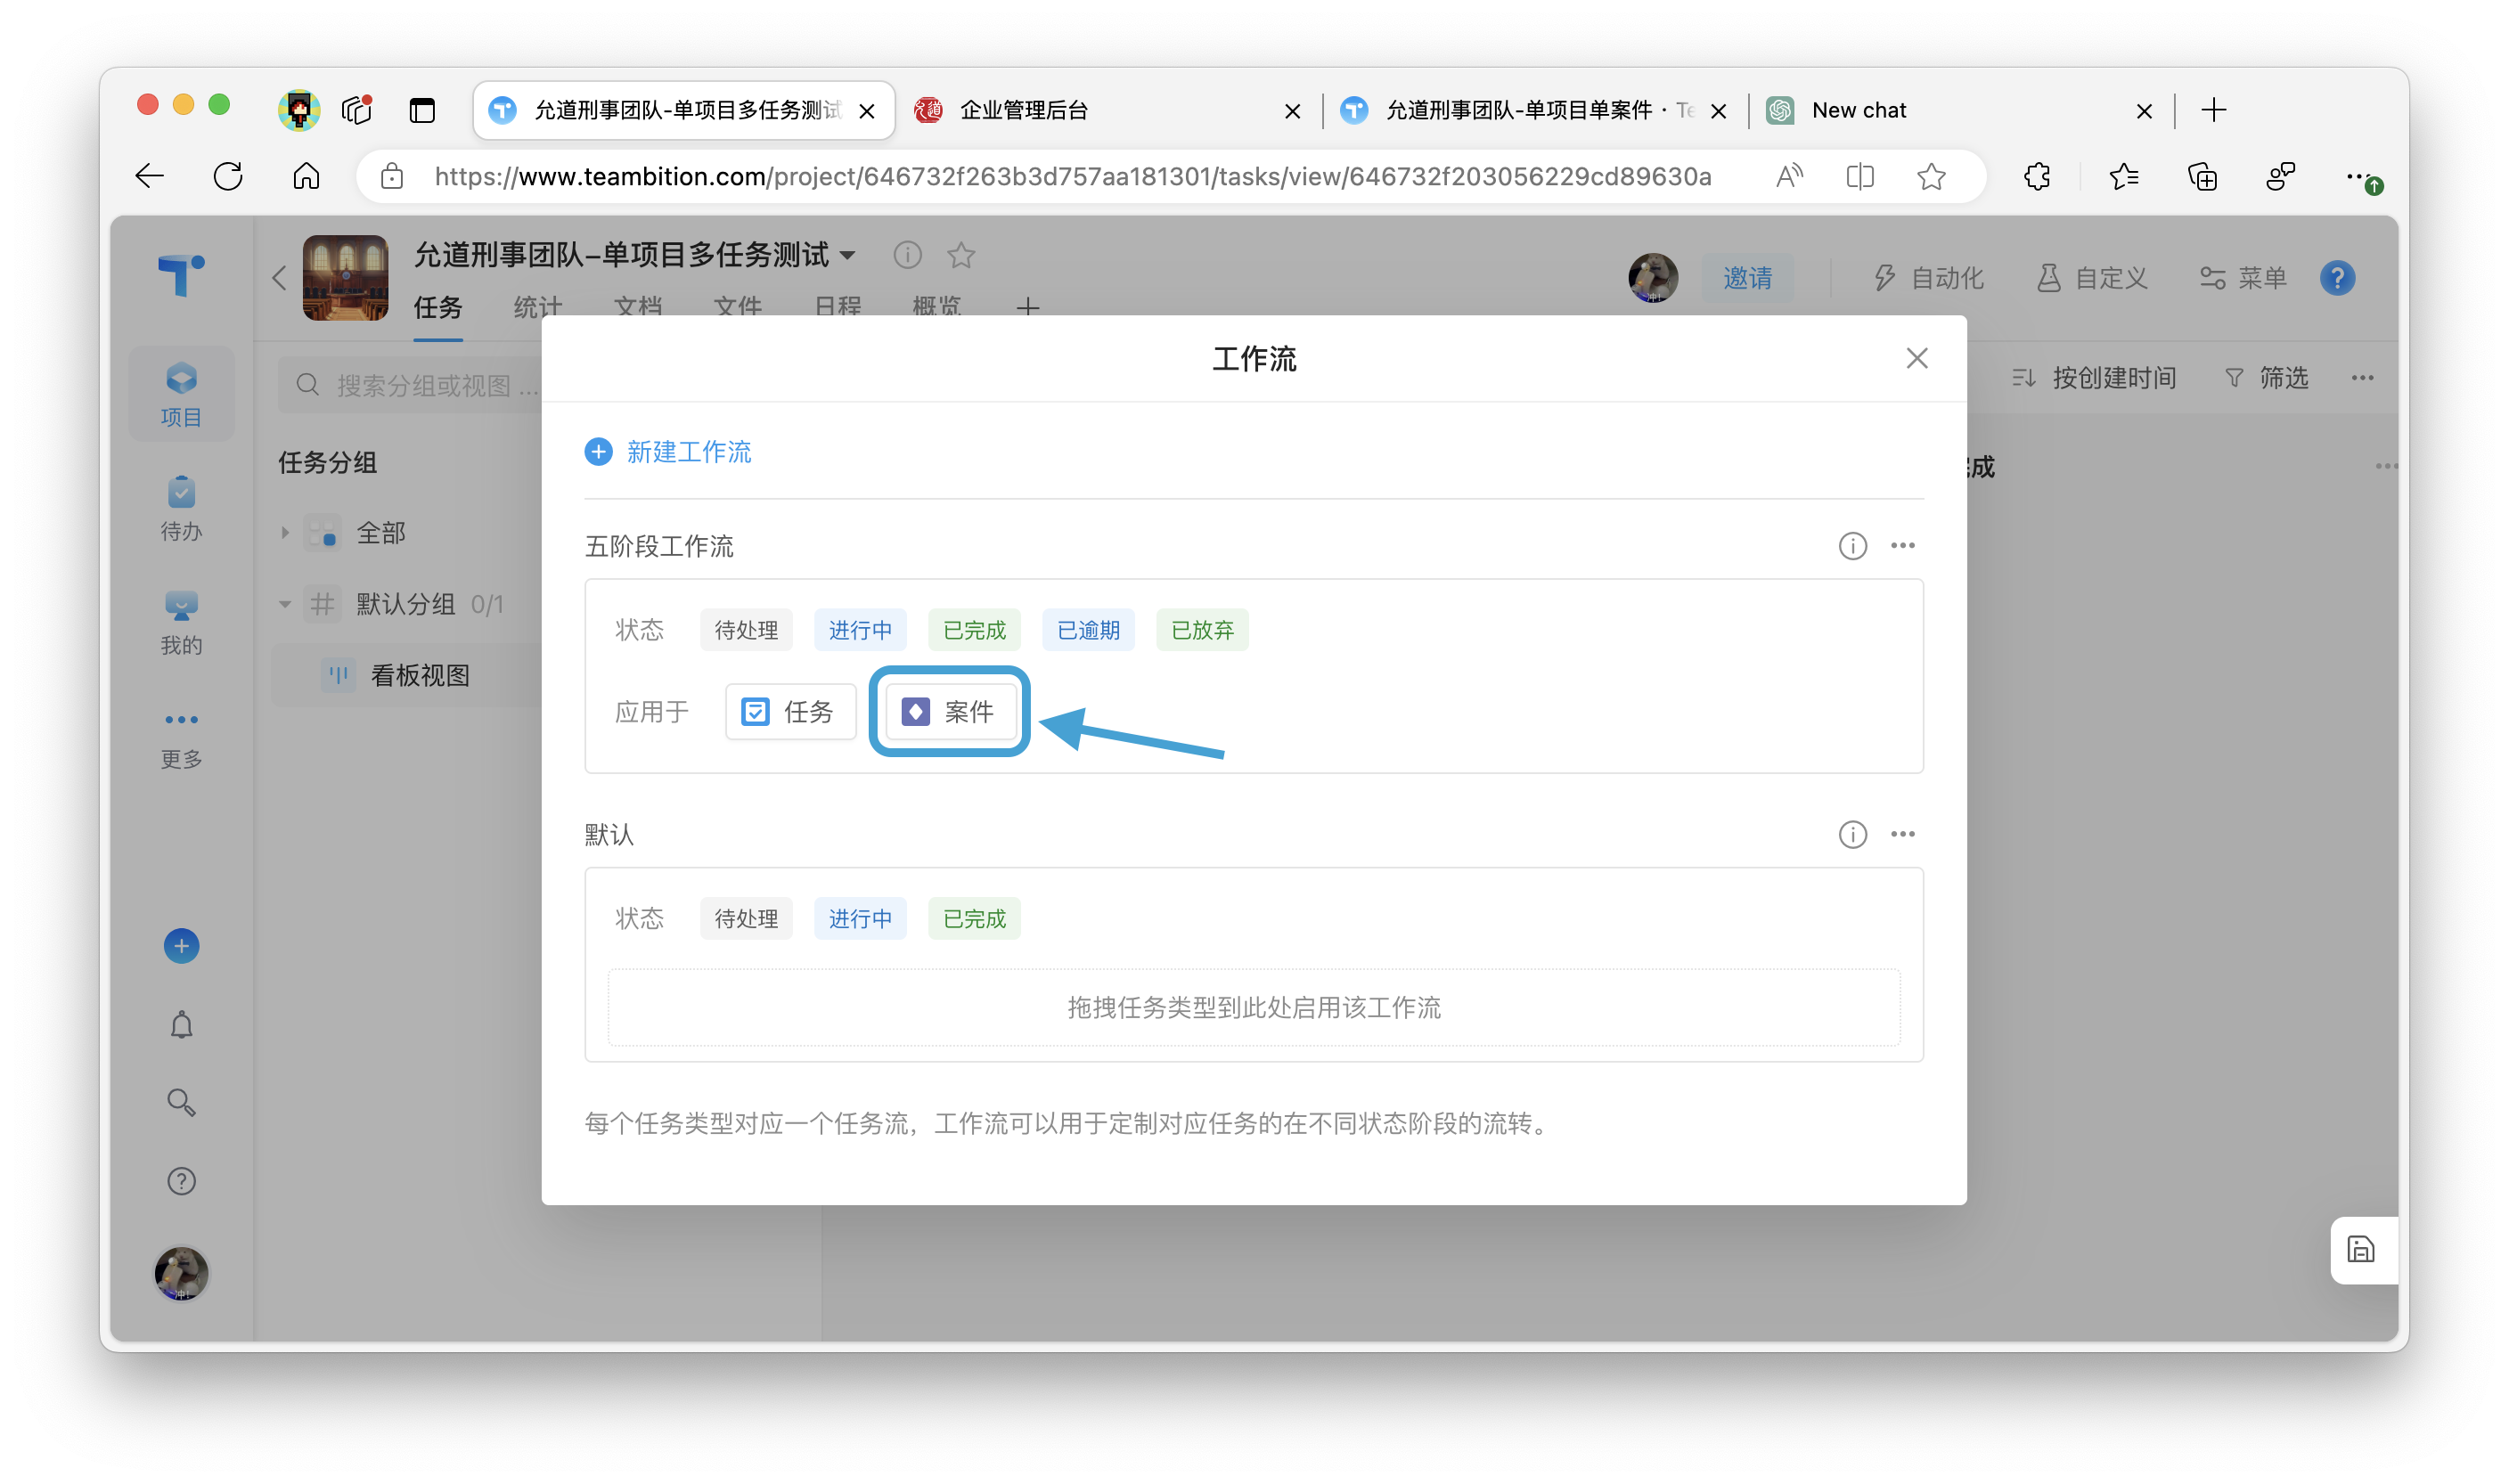 允道刑事团队-单项目多任务测试
企业管理后台
允道刑事团队-单项目单案件 · Te
New chat
https://www.teambition.com/project/646732f263b3d757aa181301/tasks/view/646732f203056229cd89630a
允道刑事团队-单项目多任务测试
邀请
自动化
自定义
菜单
任务
统计
文档
文件
日程
概览
项目
待办
我的
更多
搜索分组或视图 ...
任务分组
全部
默认分组 0/1
看板视图
按创建时间
筛选
成
工作流
新建工作流
五阶段工作流
状态 待处理 进行中 已完成 已逾期 已放弃
应用于 任务 案件
默认
状态 待处理 进行中 已完成
拖拽任务类型到此处启用该工作流
每个任务类型对应一个任务流，工作流可以用于定制对应任务的在不同状态阶段的流转。